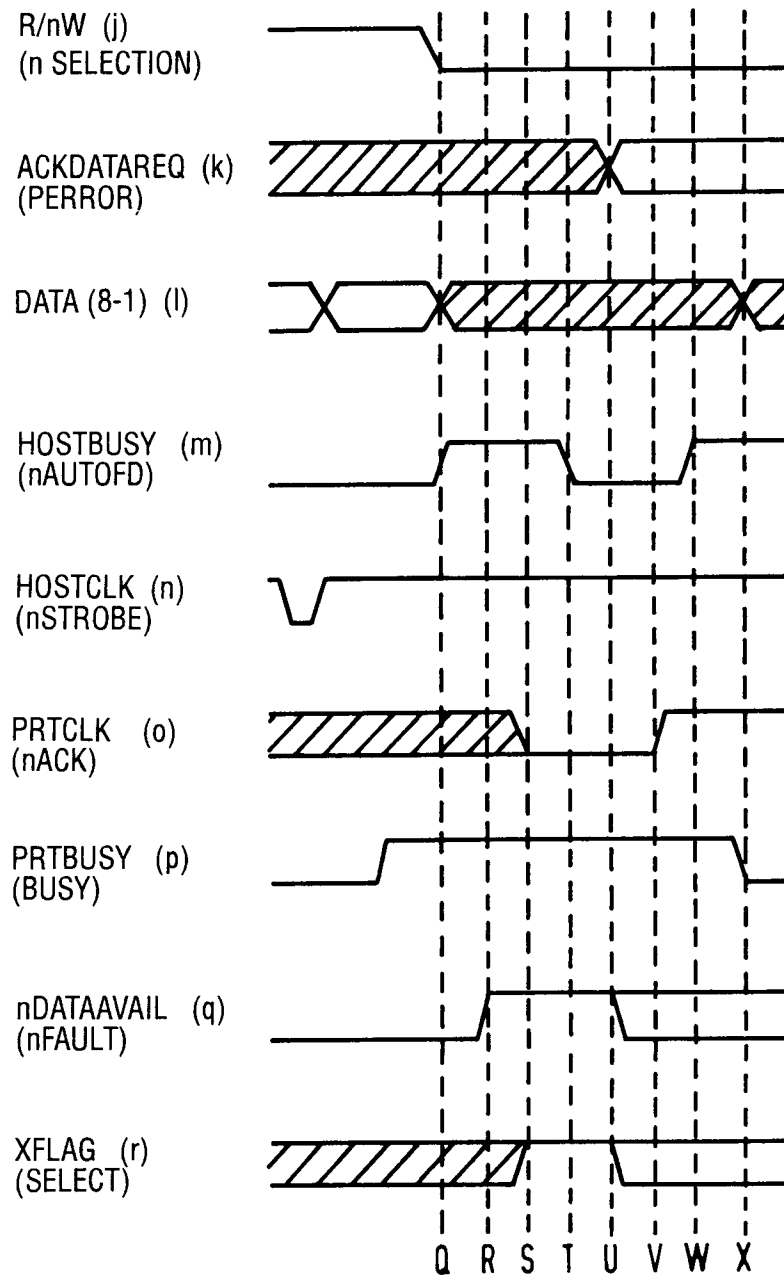 R/nW (j)
(n SELECTION)
ACKDATAREQ (k)
(PERROR)
DATA (8-1) (l)
HOSTBUSY (m)
(nAUTOFD)
HOSTCLK (n)
(nSTROBE)
PRTCLK (o)
(nACK)
PRTBUSY (p)
(BUSY)
nDATAAVAIL (q)
(nFAULT)
XFLAG (r)
(SELECT)
Q R S T U V W X